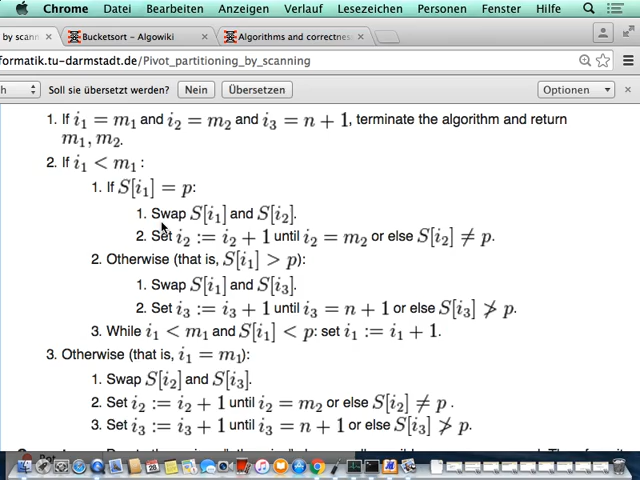 Chrome Datei Bearbeiten Anzeigen Verlauf Lesezeichen Personen Fenster Hilfe
by scann × Bucketsort - Algowiki × Algorithms and correctness ×
formatik.tu-darmstadt.de/Pivot_partitioning_by_scanning
h Soll sie übersetzt werden? Nein Übersetzen Optionen ×
1. If i₁ = m₁ and i₂ = m₂ and i₃ = n + 1, terminate the algorithm and return
m₁, m₂.
2. If i₁ < m₁ :
1. If S[i₁] = p:
1. Swap S[i₁] and S[i₂].
2. Set i₂ := i₂ + 1 until i₂ = m₂ or else S[i₂] ≠ p.
2. Otherwise (that is, S[i₁] > p):
1. Swap S[i₁] and S[i₃].
2. Set i₃ := i₃ + 1 until i₃ = n + 1 or else S[i₃] ≯ p.
3. While i₁ < m₁ and S[i₁] < p: set i₁ := i₁ + 1.
3. Otherwise (that is, i₁ = m₁):
1. Swap S[i₂] and S[i₃].
2. Set i₂ := i₂ + 1 until i₂ = m₂ or else S[i₂] ≠ p .
3. Set i₃ := i₃ + 1 until i₃ = n + 1 or else S[i₃] ≯ p.